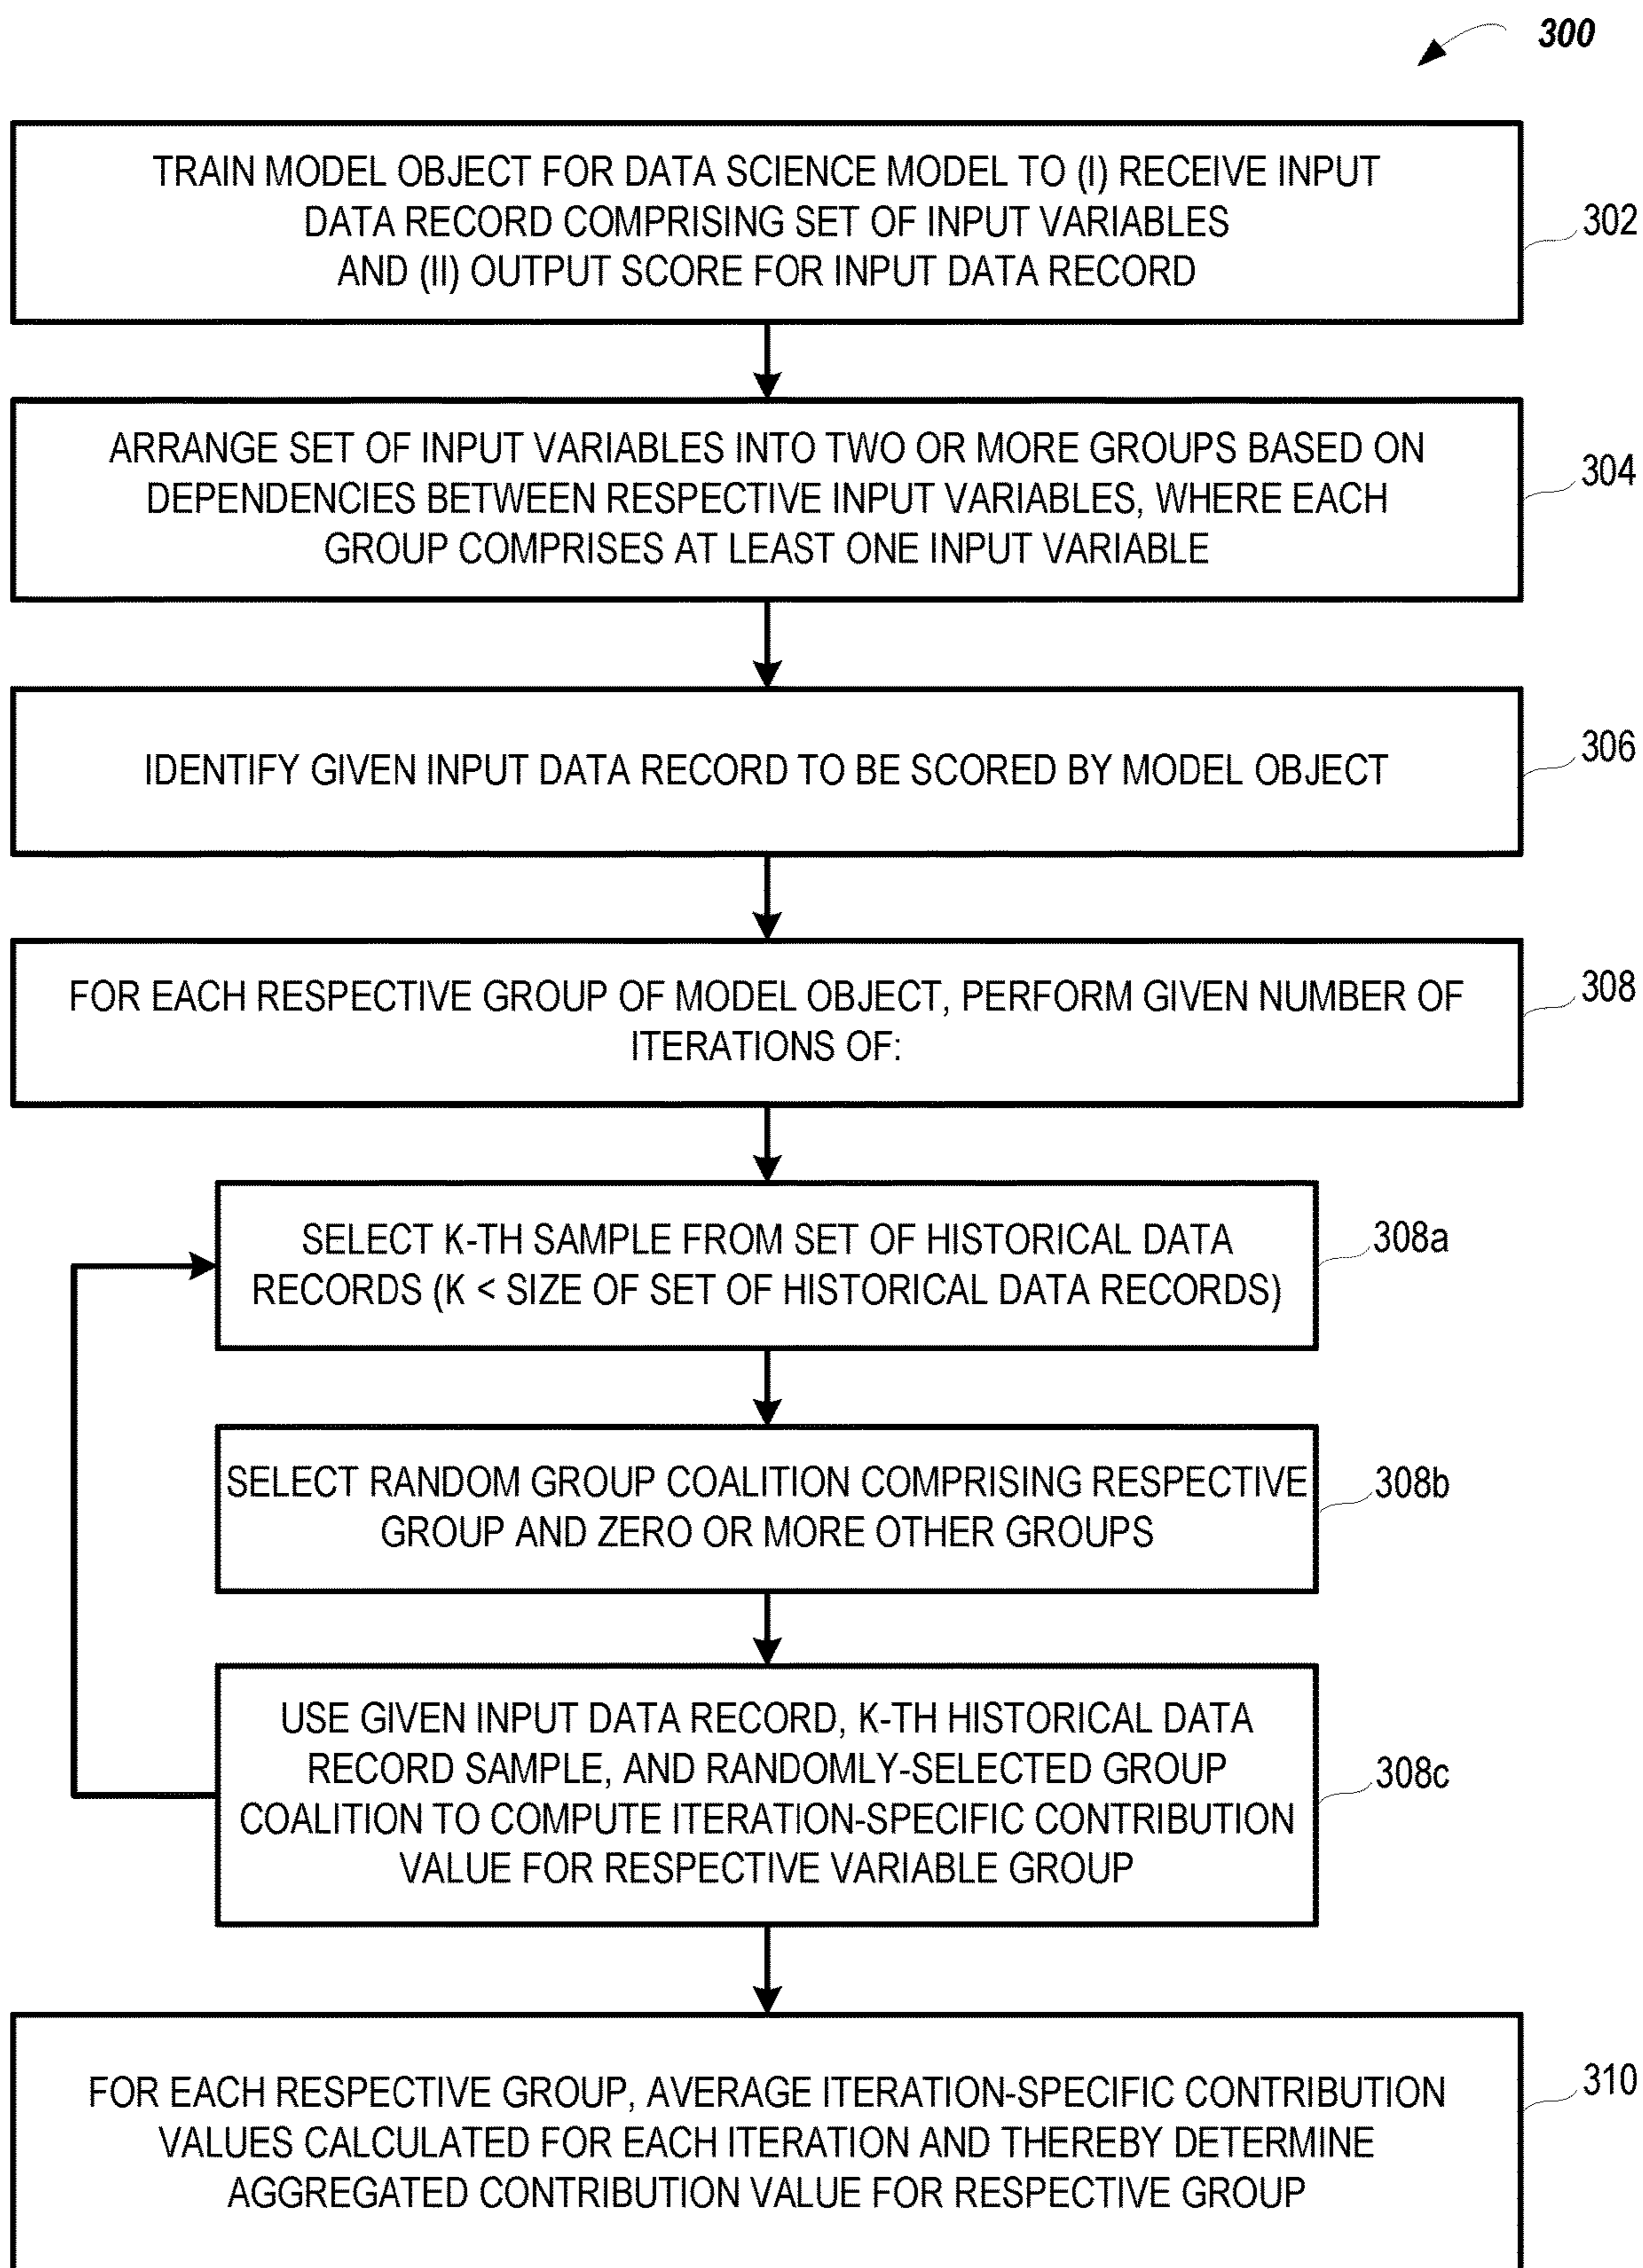 300
TRAIN MODEL OBJECT FOR DATA SCIENCE MODEL TO (I) RECEIVE INPUT
DATA RECORD COMPRISING SET OF INPUT VARIABLES
AND (II) OUTPUT SCORE FOR INPUT DATA RECORD
302
ARRANGE SET OF INPUT VARIABLES INTO TWO OR MORE GROUPS BASED ON
DEPENDENCIES BETWEEN RESPECTIVE INPUT VARIABLES, WHERE EACH
GROUP COMPRISES AT LEAST ONE INPUT VARIABLE
304
IDENTIFY GIVEN INPUT DATA RECORD TO BE SCORED BY MODEL OBJECT
306
FOR EACH RESPECTIVE GROUP OF MODEL OBJECT, PERFORM GIVEN NUMBER OF
ITERATIONS OF:
308
SELECT K-TH SAMPLE FROM SET OF HISTORICAL DATA
RECORDS (K < SIZE OF SET OF HISTORICAL DATA RECORDS)
308a
SELECT RANDOM GROUP COALITION COMPRISING RESPECTIVE
GROUP AND ZERO OR MORE OTHER GROUPS
308b
USE GIVEN INPUT DATA RECORD, K-TH HISTORICAL DATA
RECORD SAMPLE, AND RANDOMLY-SELECTED GROUP
COALITION TO COMPUTE ITERATION-SPECIFIC CONTRIBUTION
VALUE FOR RESPECTIVE VARIABLE GROUP
308c
FOR EACH RESPECTIVE GROUP, AVERAGE ITERATION-SPECIFIC CONTRIBUTION
VALUES CALCULATED FOR EACH ITERATION AND THEREBY DETERMINE
AGGREGATED CONTRIBUTION VALUE FOR RESPECTIVE GROUP
310